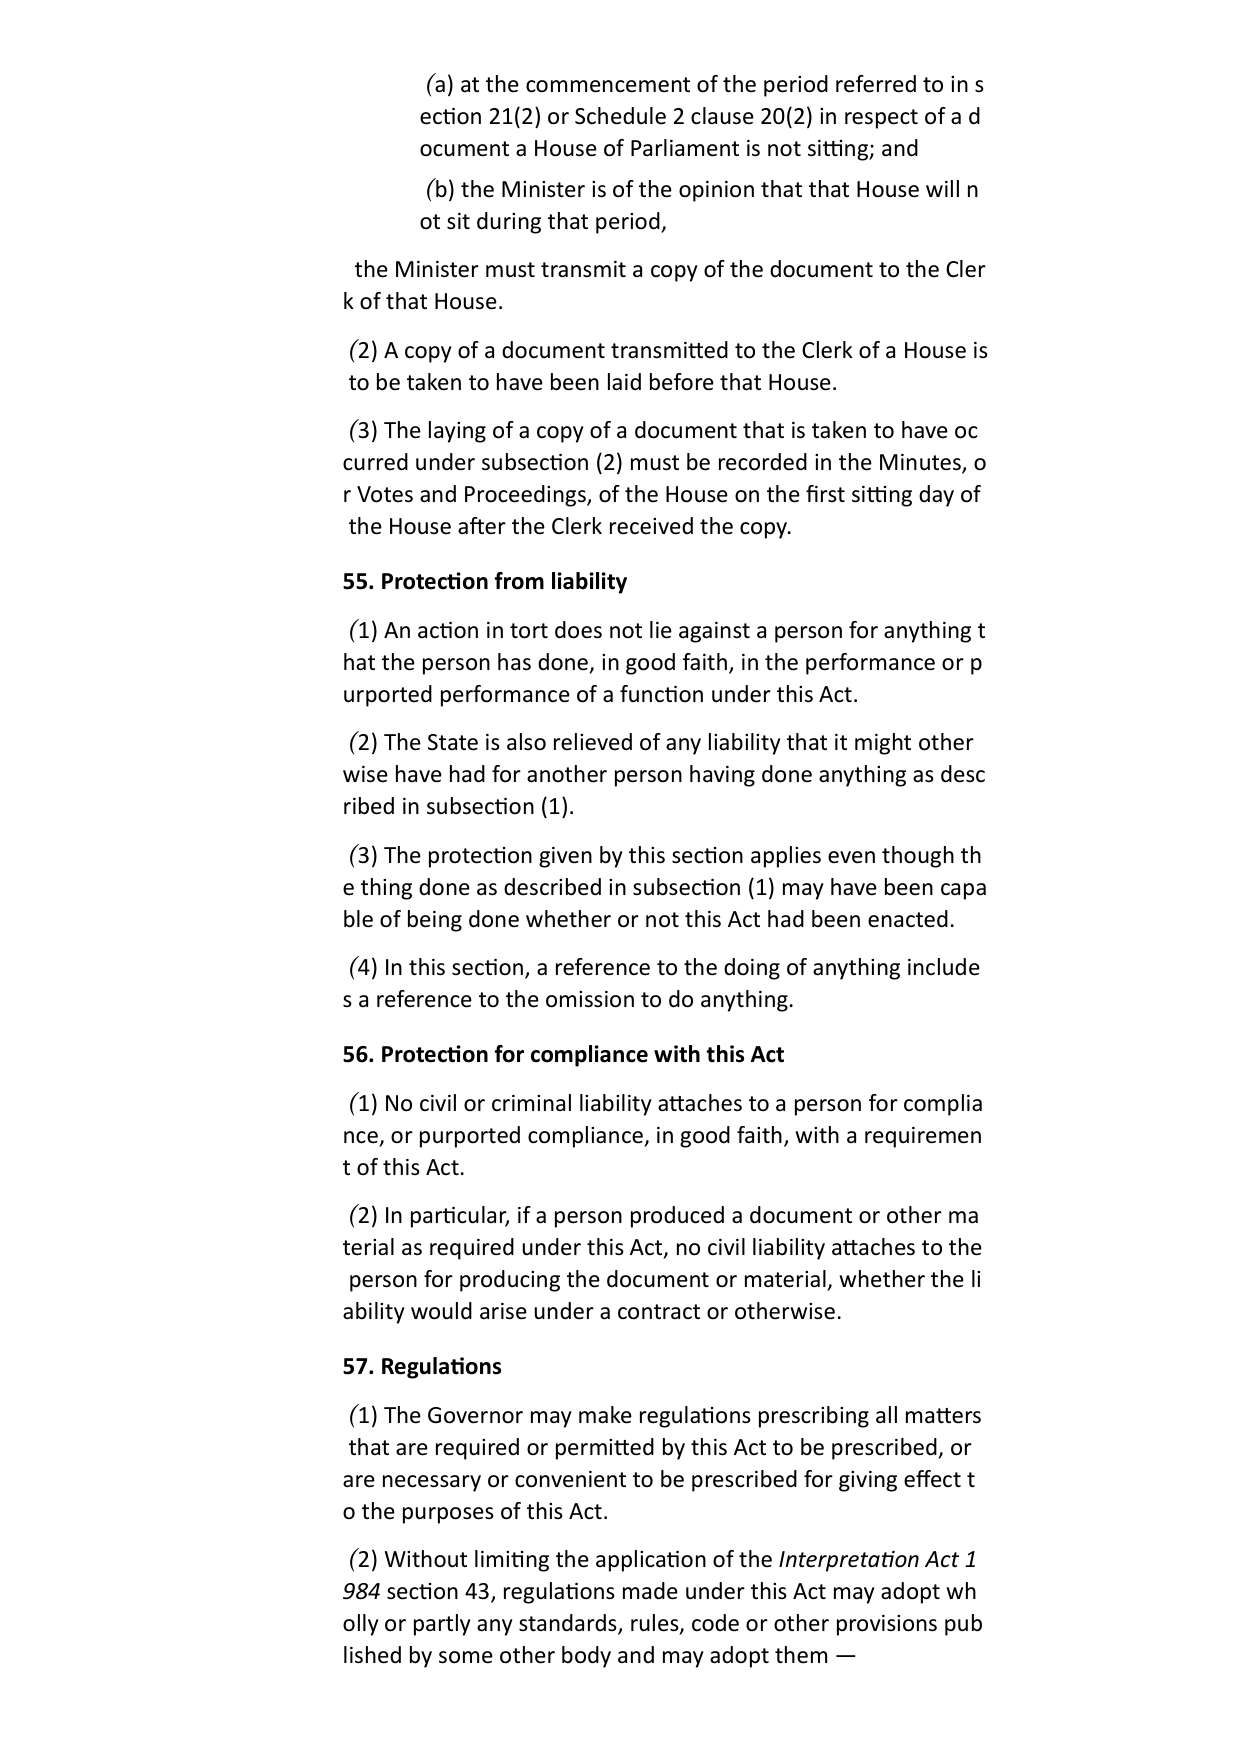 (a) at the commencement of the period referred to in s
ection 21(2) or Schedule 2 clause 20(2) in respect of a d
ocument a House of Parliament is not sitting; and
(b) the Minister is of the opinion that that House will n
ot sit during that period,
the Minister must transmit a copy of the document to the Cler
k of that House.
(2) A copy of a document transmitted to the Clerk of a House is
to be taken to have been laid before that House.
(3) The laying of a copy of a document that is taken to have oc
curred under subsection (2) must be recorded in the Minutes, o
r Votes and Proceedings, of the House on the first sitting day of
the House after the Clerk received the copy.
55. Protection from liability
(1) An action in tort does not lie against a person for anything t
hat the person has done, in good faith, in the performance or p
urported performance of a function under this Act.
(2) The State is also relieved of any liability that it might other
wise have had for another person having done anything as desc
ribed in subsection (1).
(3) The protection given by this section applies even though th
e thing done as described in subsection (1) may have been capa
ble of being done whether or not this Act had been enacted.
(4) In this section, a reference to the doing of anything include
s a reference to the omission to do anything.
56. Protection for compliance with this Act
(1) No civil or criminal liability attaches to a person for complia
nce, or purported compliance, in good faith, with a requiremen
t of this Act.
(2) In particular, if a person produced a document or other ma
terial as required under this Act, no civil liability attaches to the
person for producing the document or material, whether the li
ability would arise under a contract or otherwise.
57. Regulations
(1) The Governor may make regulations prescribing all matters
that are required or permitted by this Act to be prescribed, or
are necessary or convenient to be prescribed for giving effect t
o the purposes of this Act.
(2) Without limiting the application of the Interpretation Act 1
984 section 43, regulations made under this Act may adopt wh
olly or partly any standards, rules, code or other provisions pub
lished by some other body and may adopt them —